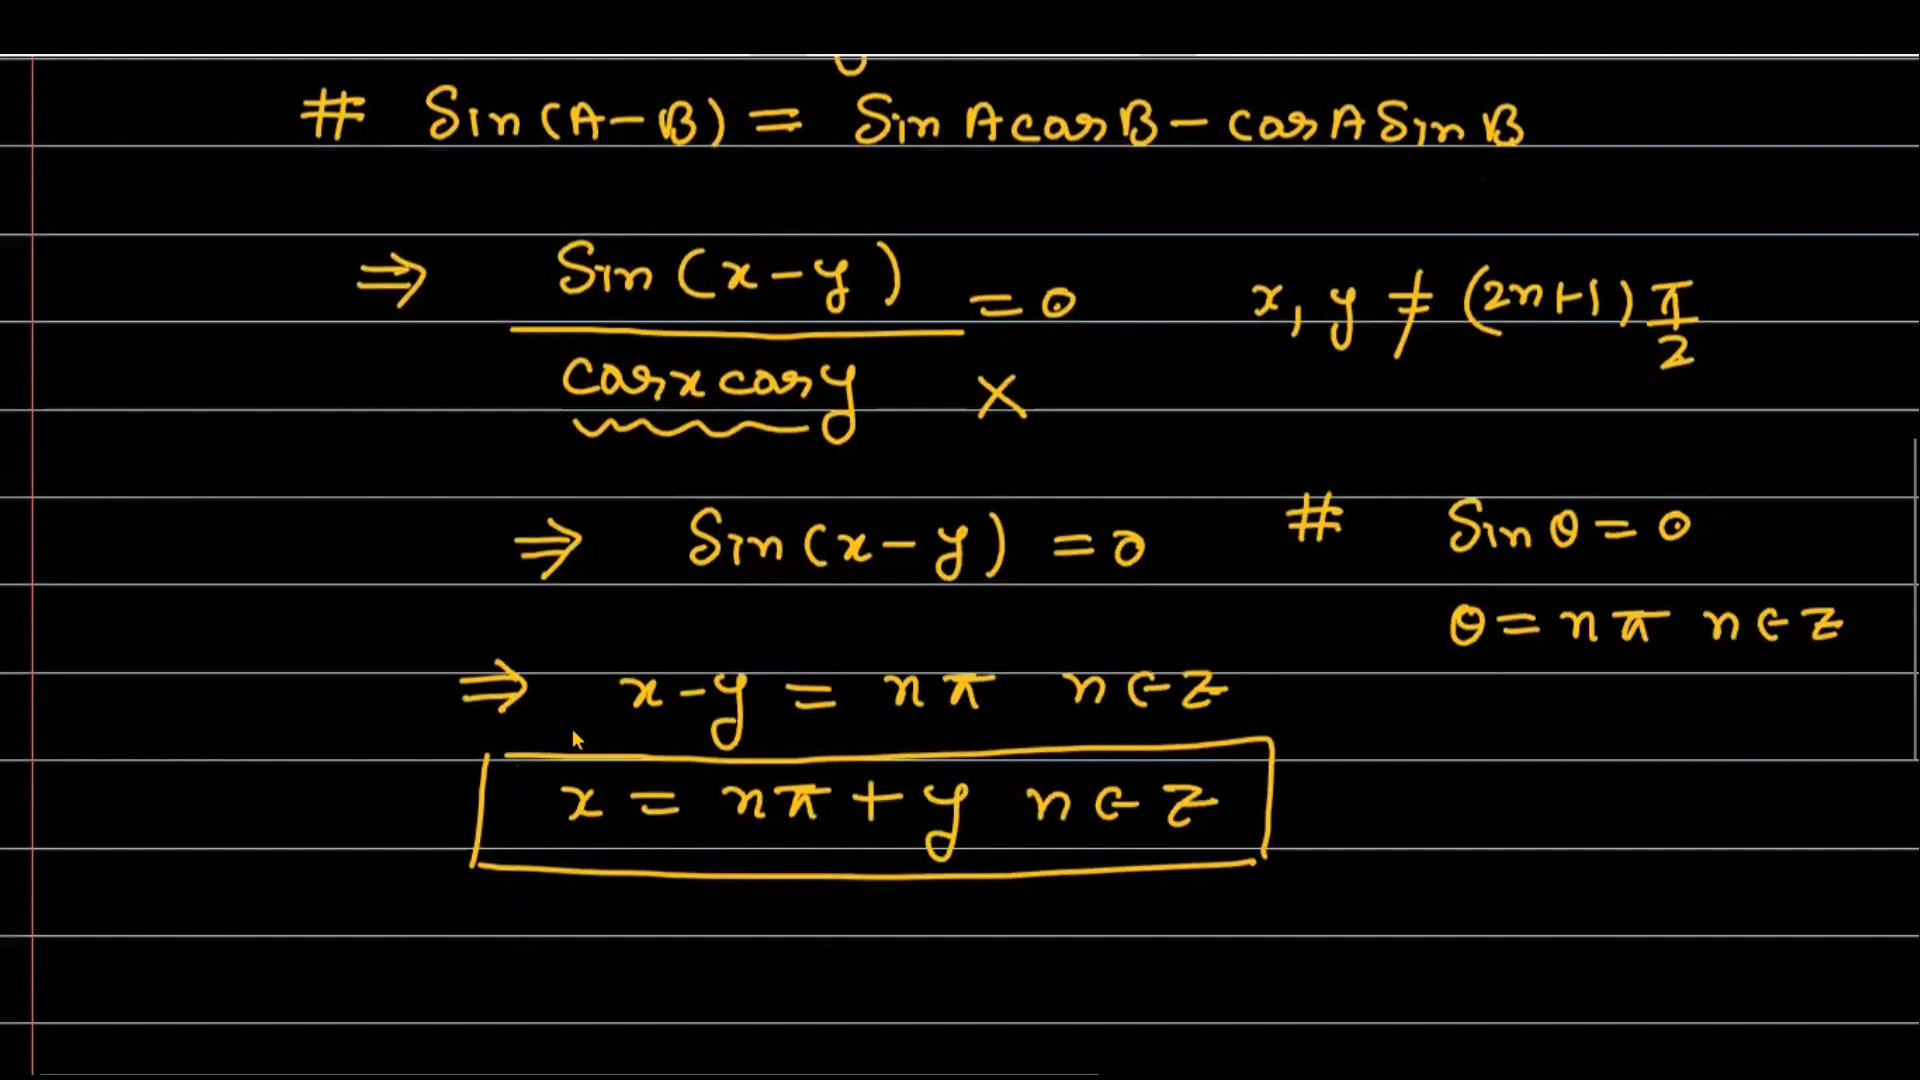 # Sin(A-B) = Sin A cos B - cos A Sin B
⇒ Sin(x-y) / cosx cosy = 0 x, y ≠ (2n+1) π/2
×
⇒ Sin(x-y) = 0 # Sin θ = 0
θ = nπ n∈Z
⇒ x-y = nπ n∈Z
x = nπ + y n∈Z